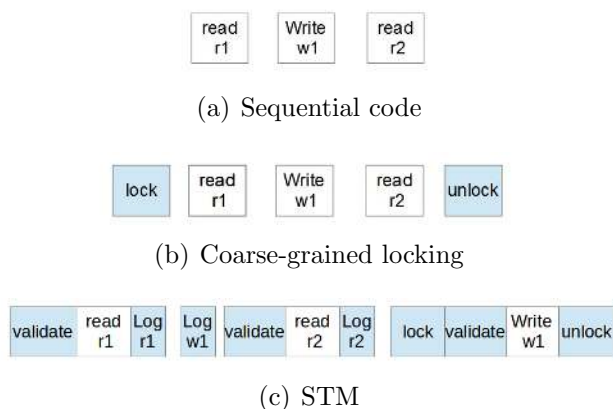 read Write read
r1 w1 r2
(a) Sequential code
lock read Write read unlock
r1 w1 r2
(b) Coarse-grained locking
validate read Log Log validate read Log lock validate Write unlock
r1 r1 w1 r2 r2 w1
(c) STM